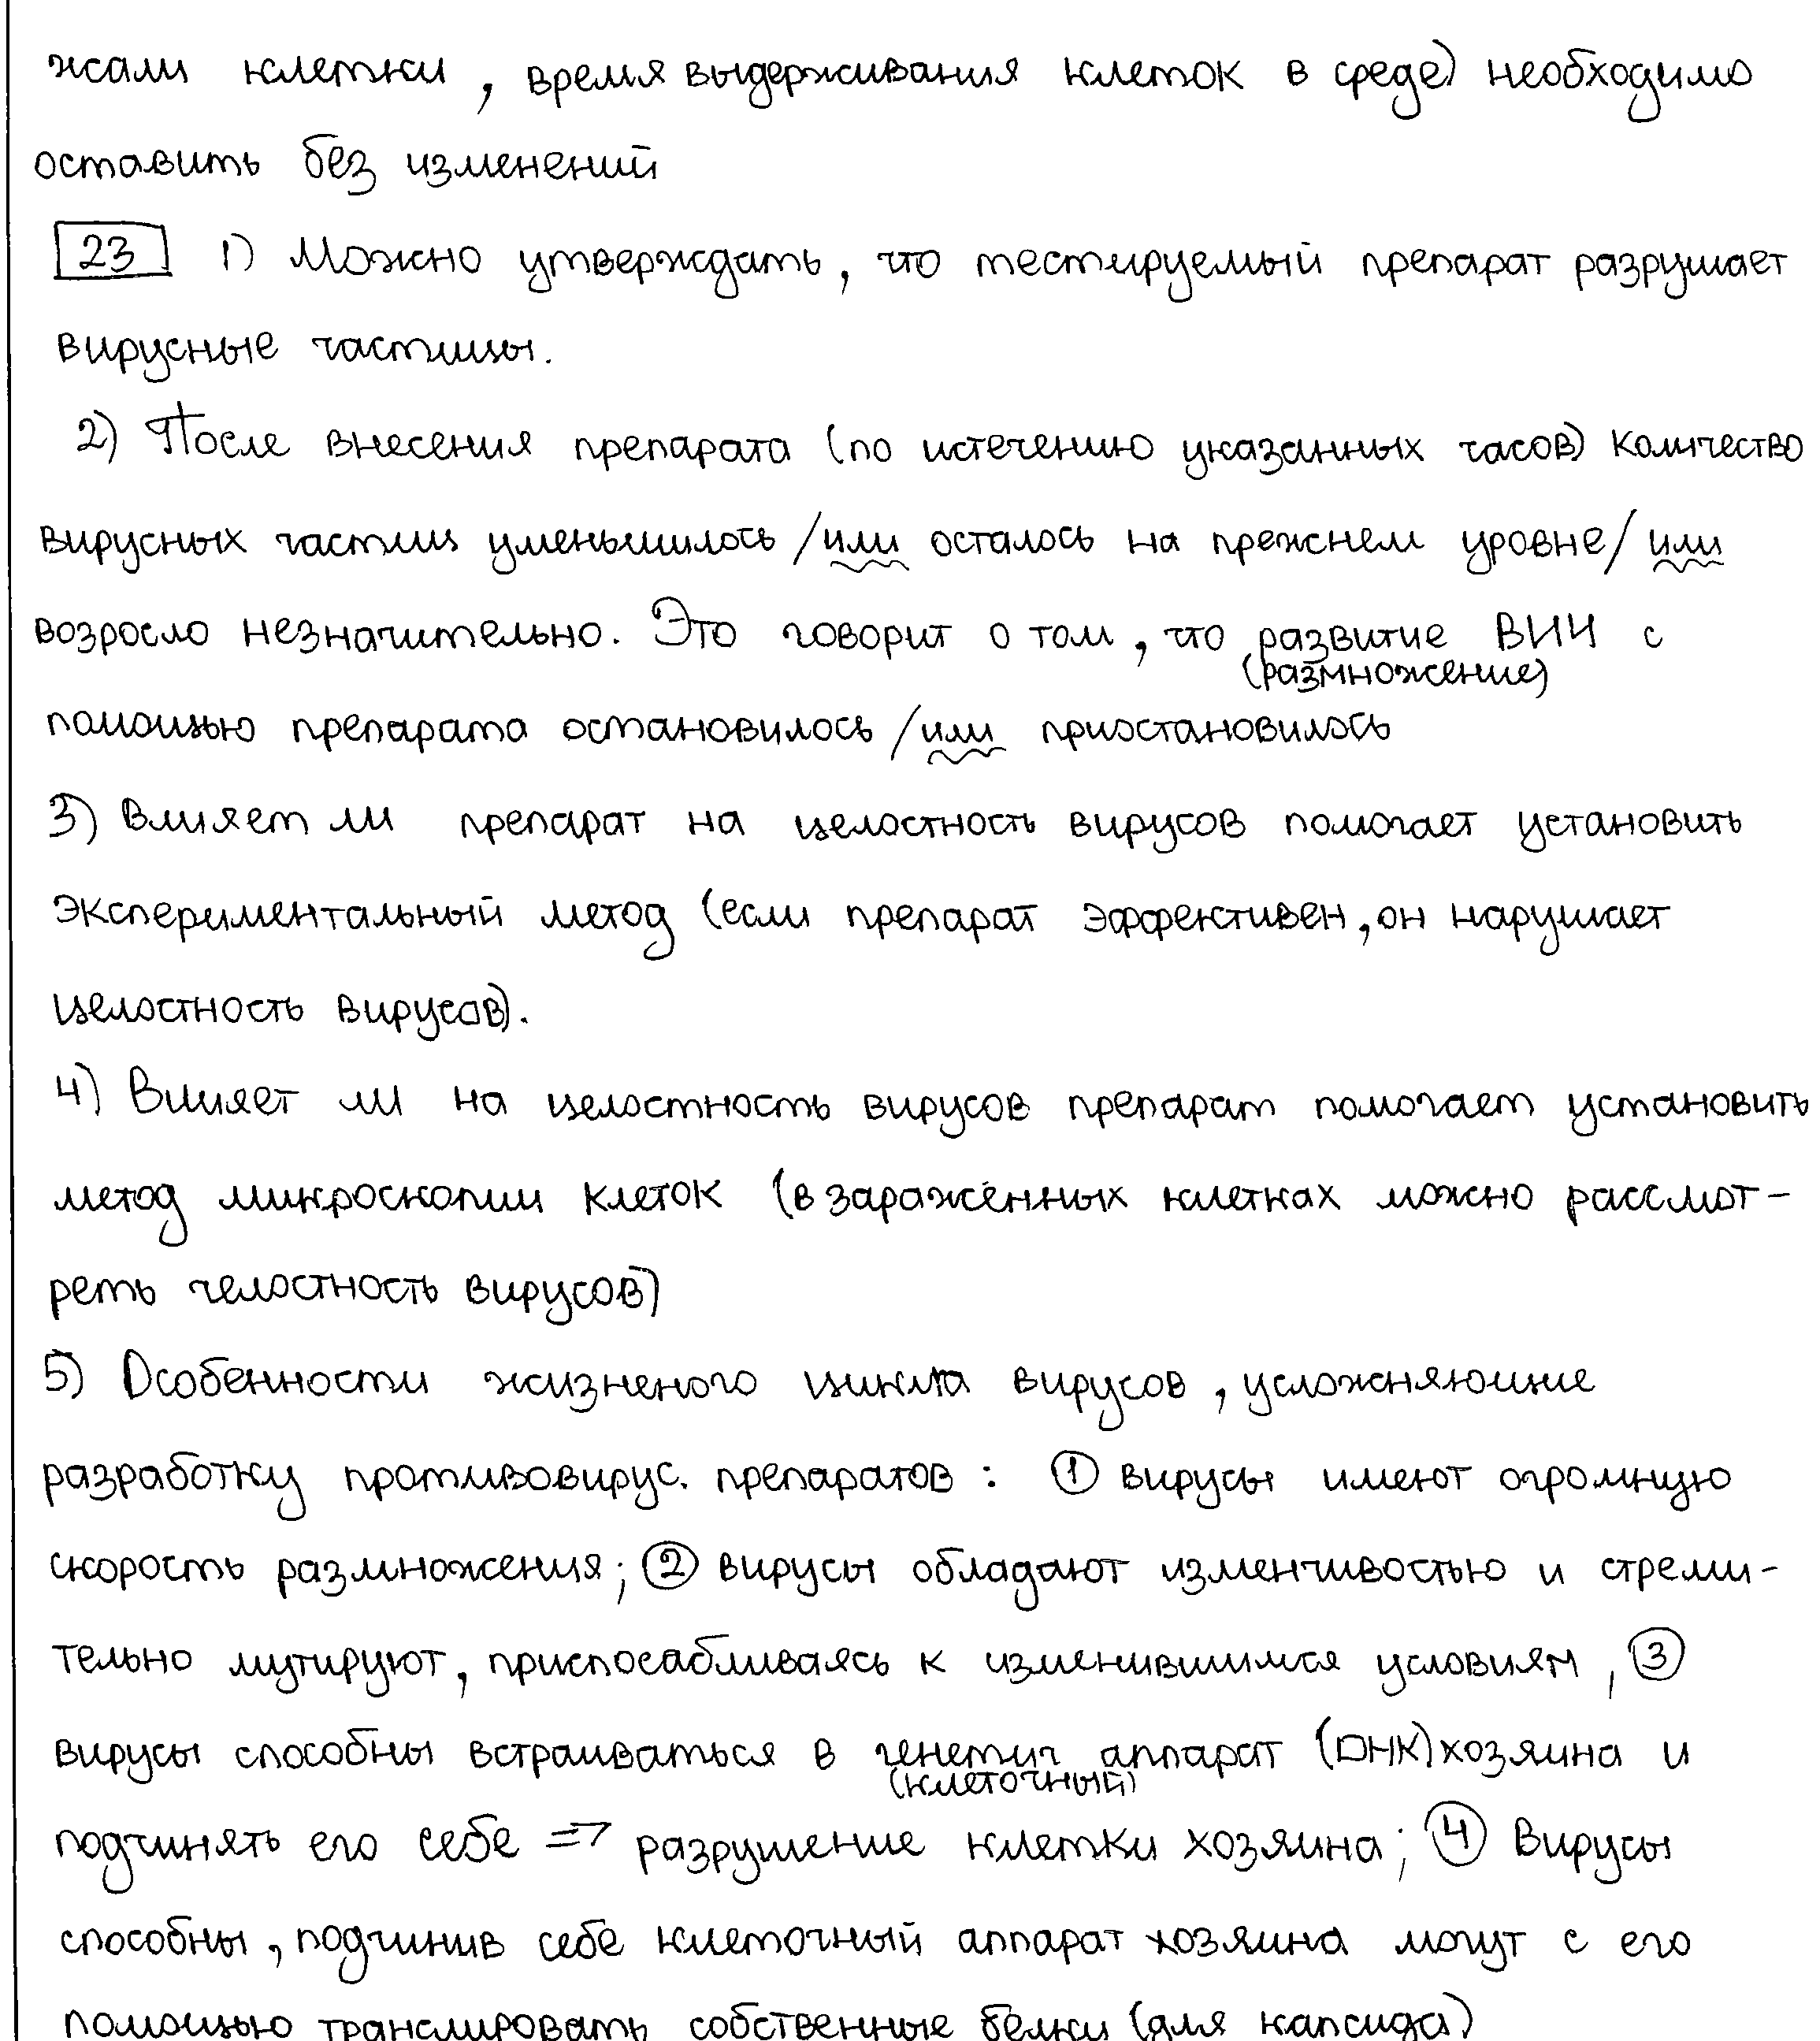 жали клетки, время выдерживания клеток в среде) необходимо
оставить без изменений
23 1) Можно утверждать, что тестируемый препарат разрушает
вирусные частицы.
2) После внесения препарата (по истечению указанных часов) количество
вирусных частиц уменьшилось /или осталось на прежнем уровне/ или
возросло незначительно. Это говорит о том, что развитие ВИЧ с
(размножение)
помощью препарата остановилось /или приостановилось
3) Влияет ли препарат на целостность вирусов помогает установить
экспериментальный метод (если препарат эффективен, он нарушает
целостность вирусов).
4) Влияет ли на целостность вирусов препарат помогает установить
метод микроскопии клеток (в заражённых клетках можно рассмот-
реть челостность вирусов)
5) Особенности жизненого цикла вирусов, усложняющие
разработку противовирус. препаратов: ① вирусы имеют огромную
скорость размножения; ② вирусы обладают изменчивостью и стреми-
тельно мутируют, приспосабливаясь к изменившимся условиям, ③
вирусы способны встраиваться в генетич аппарат (ДНК) хозяина и
(клеточный)
подчинять его себе => разрушение клетки хозяина; ④ Вирусы
способны, подчинив себе клеточный аппарат хозяина могут с его
помощью транслировать собственные белки (для капсида)